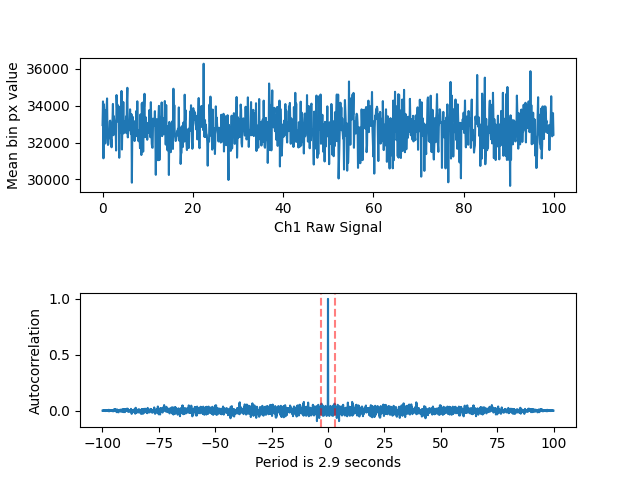 36000
34000
32000
30000
Mean bin px value
0 20 40 60 80 100
Ch1 Raw Signal
1.0
0.5
0.0
Autocorrelation
−100 −75 −50 −25 0 25 50 75 100
Period is 2.9 seconds